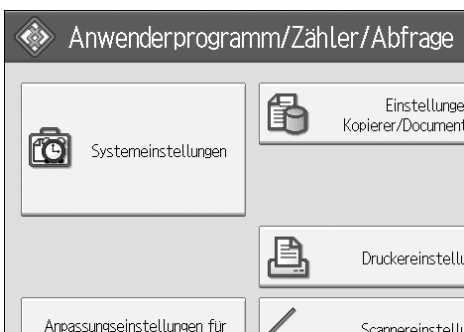 Anwenderprogramm/Zähler/Abfrage
Systemeinstellungen
Einstellunge
Kopierer/Document
Druckereinstellu
Anpassungseinstellungen für
Scannereinstellu